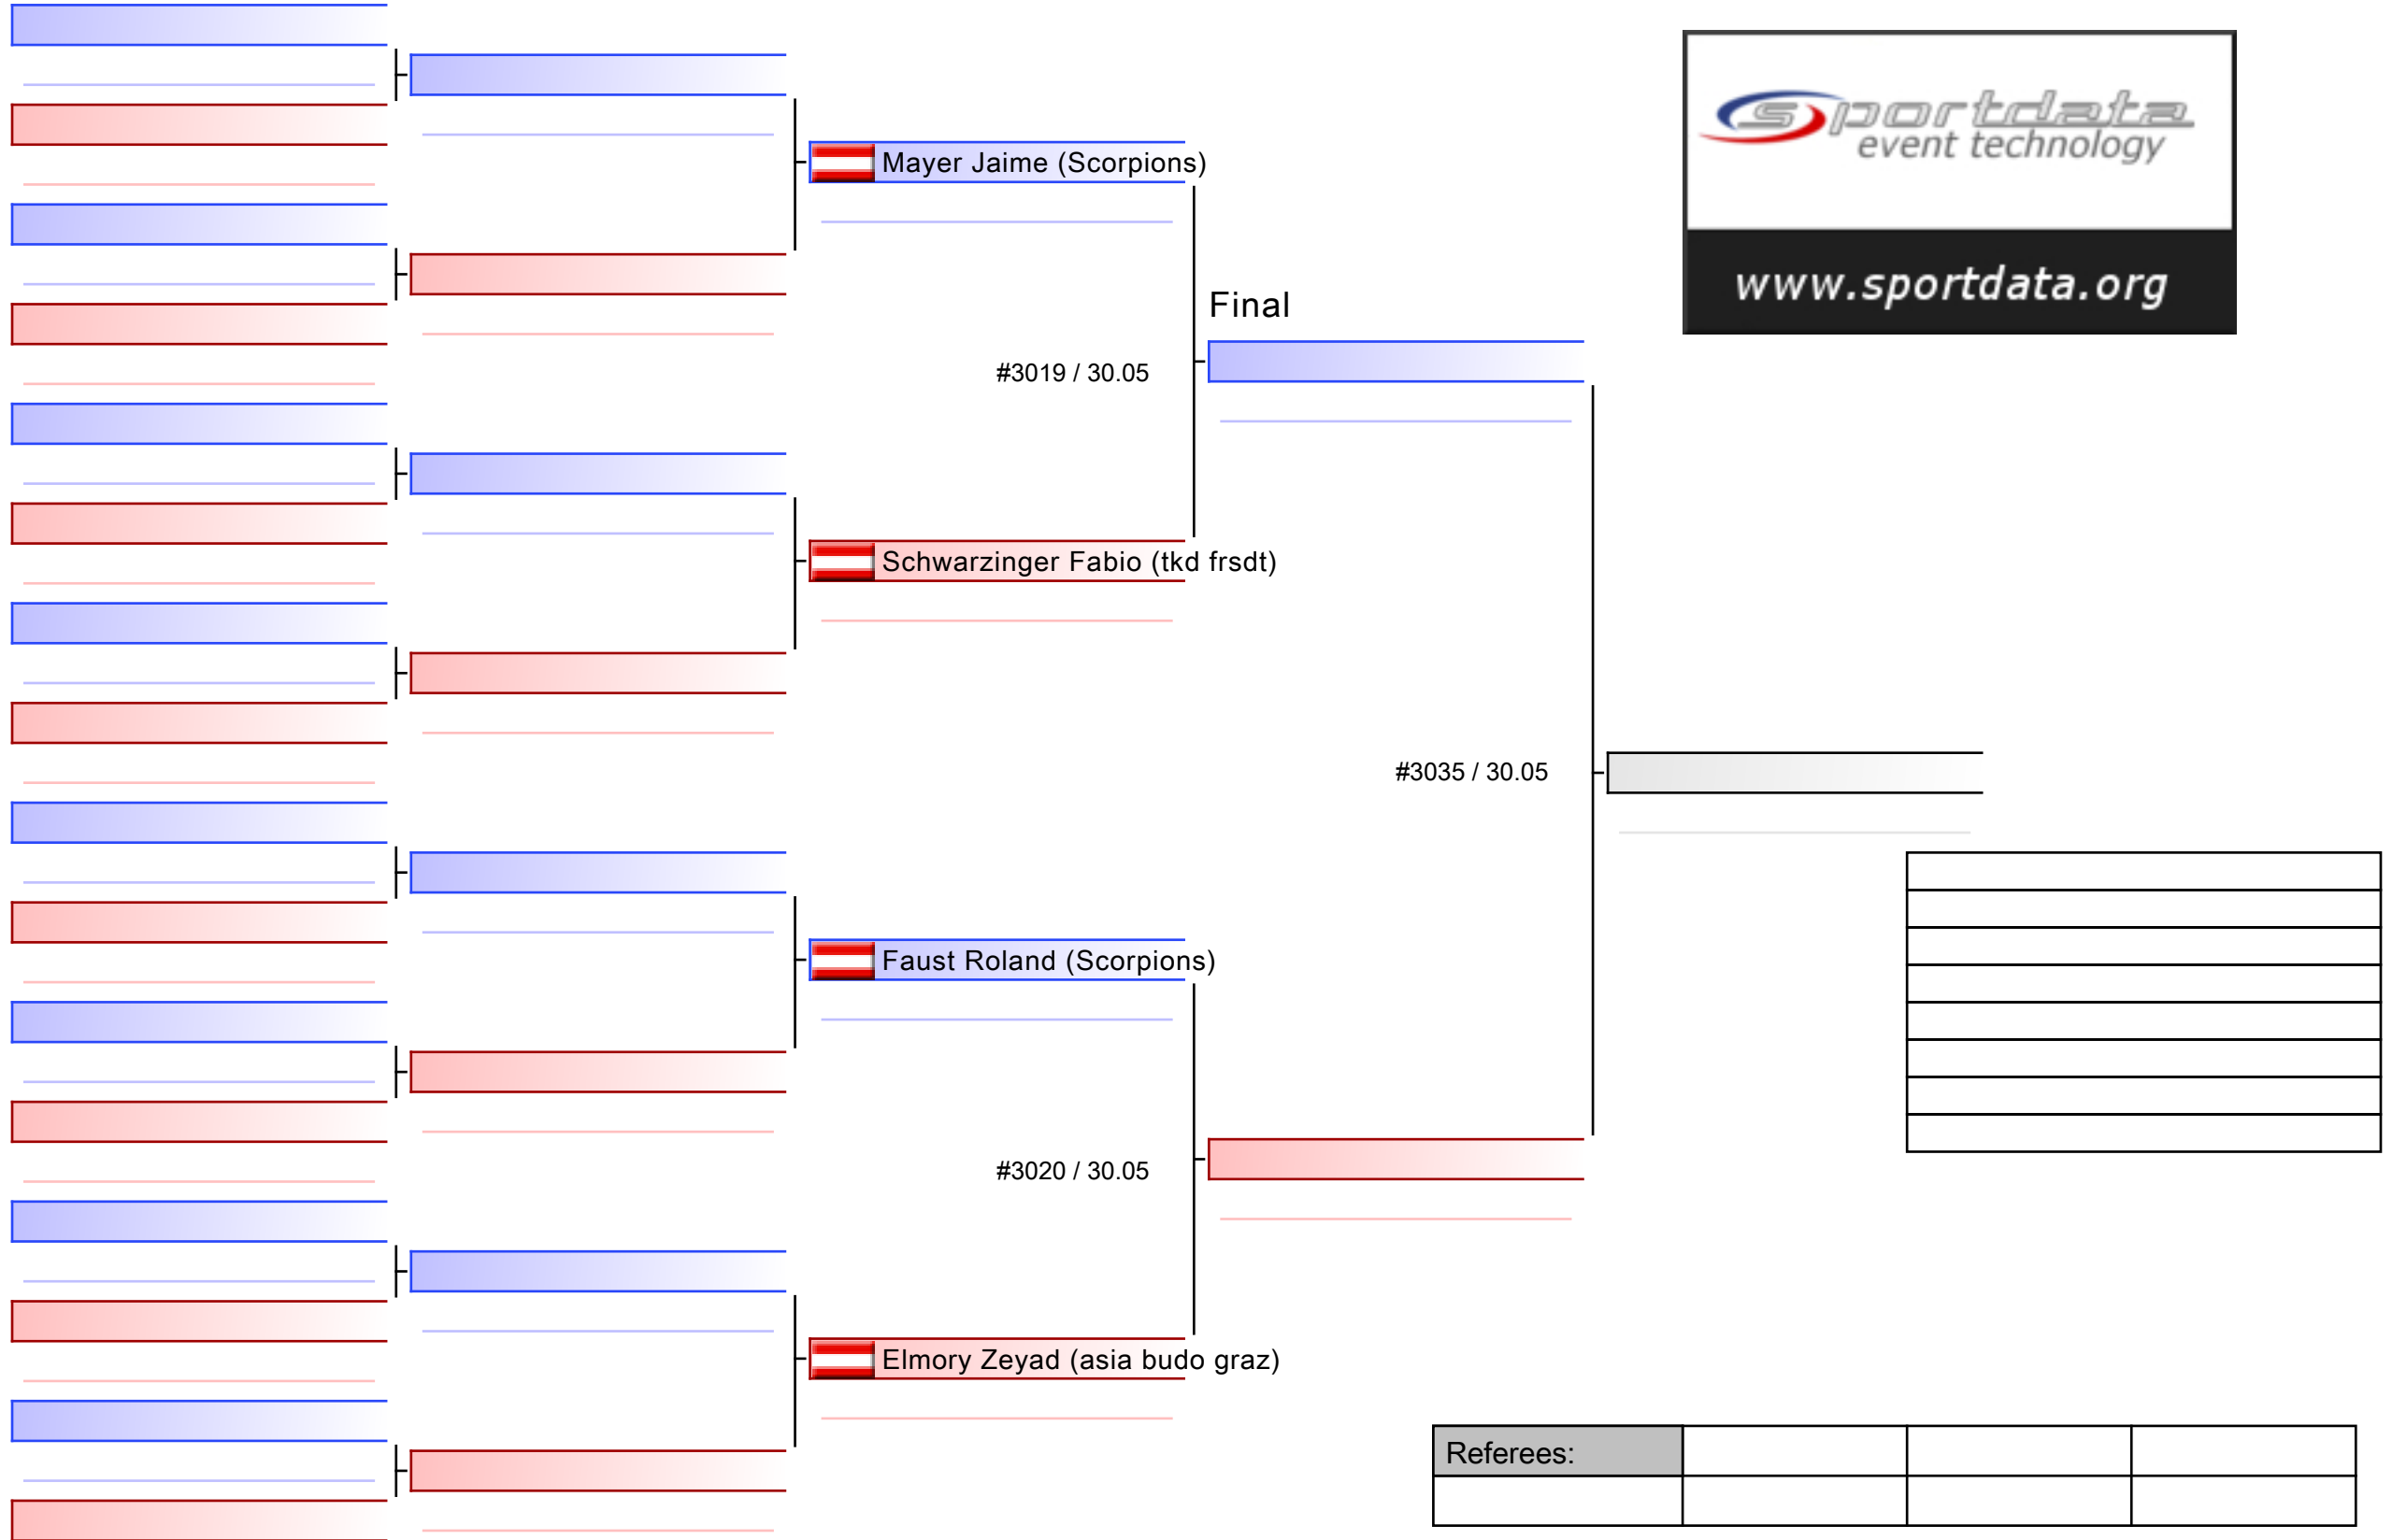 sportdata
event technology
www.sportdata.org
Mayer Jaime (Scorpions)
Final
#3019 / 30.05
Schwarzinger Fabio (tkd frsdt)
#3035 / 30.05
Faust Roland (Scorpions)
#3020 / 30.05
Elmory Zeyad (asia budo graz)
Referees: